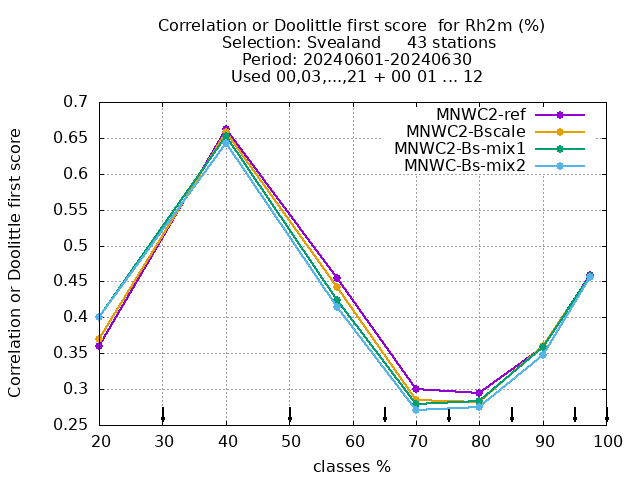 Correlation or Doolittle first score  for Rh2m (%)
Selection: Svealand     43 stations
Period: 20240601-20240630
Used 00,03,...,21 + 00 01 ... 12
Correlation or Doolittle first score
0.7
0.65
0.6
0.55
0.5
0.45
0.4
0.35
0.3
0.25
MNWC2-ref
MNWC2-Bscale
MNWC2-Bs-mix1
MNWC-Bs-mix2
20 30 40 50 60 70 80 90 100
classes %